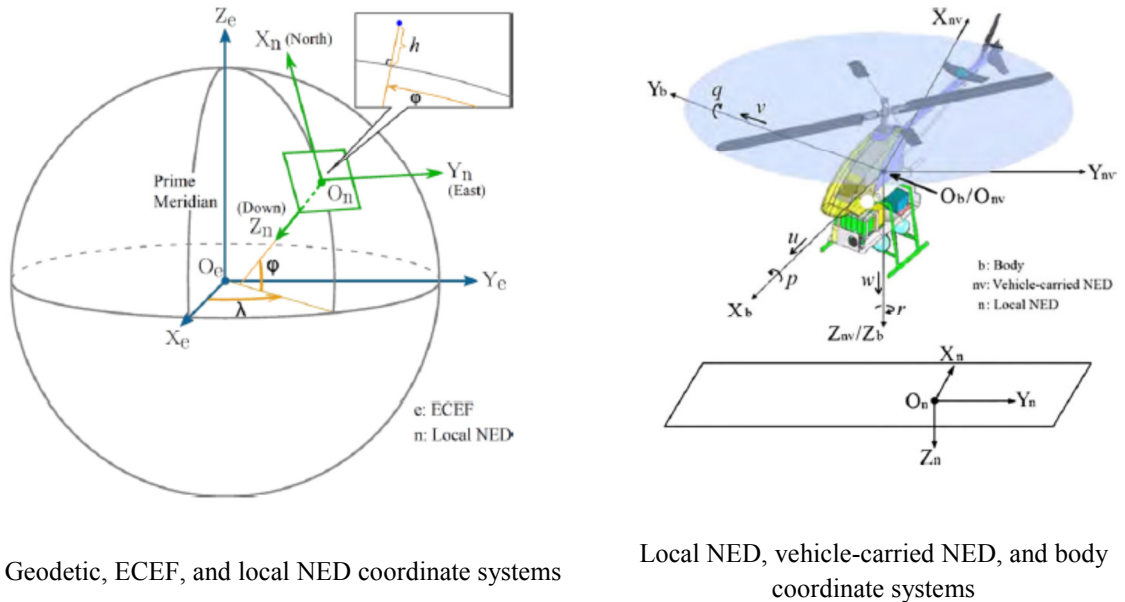 Zₑ
Xₙ (North)
h
φ
Yₙ
(East)
Oₙ
Prime
Meridian
(Down)
Zₙ
Oₑ
φ
Yₑ
λ
Xₑ
e: ECEF
n: Local NED
Geodetic, ECEF, and local NED coordinate systems
Xnv
Yb
q
v
Ynv
Ob/Onv
u
b: Body
nv: Vehicle-carried NED
n: Local NED
p
w
r
Xb
Znv/Zb
Xn
On
Yn
Zn
Local NED, vehicle-carried NED, and body
coordinate systems